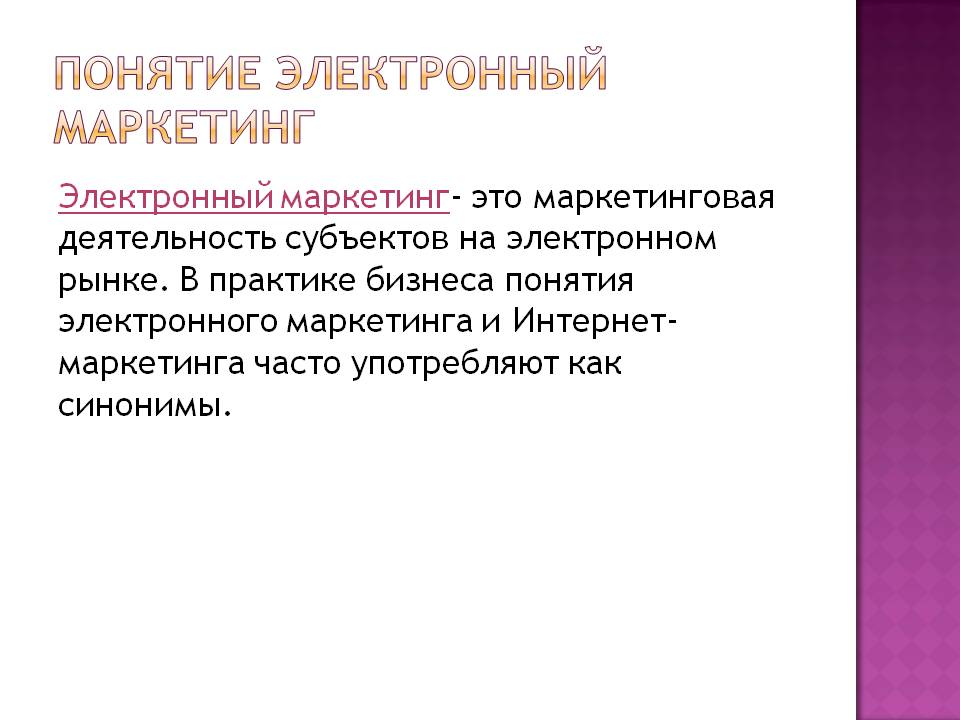 ПОНЯТИЕ ЭЛЕКТРОННЫЙ
МАРКЕТИНГ
Электронный маркетинг- это маркетинговая
деятельность субъектов на электронном
рынке. В практике бизнеса понятия
электронного маркетинга и Интернет-
маркетинга часто употребляют как
синонимы.